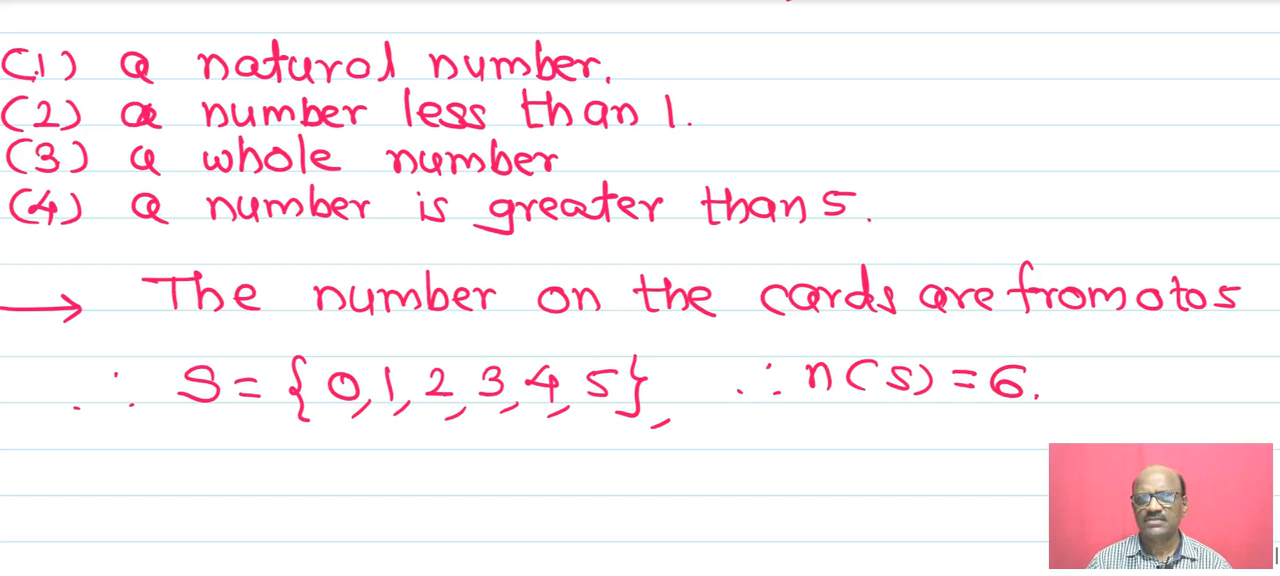 (1) a natural number.
(2) a number less than 1.
(3) a whole number
(4) a number is greater than 5.
→ The number on the cards are from 0 to 5
∴ S = {0, 1, 2, 3, 4, 5}, ∴ n(S) = 6.